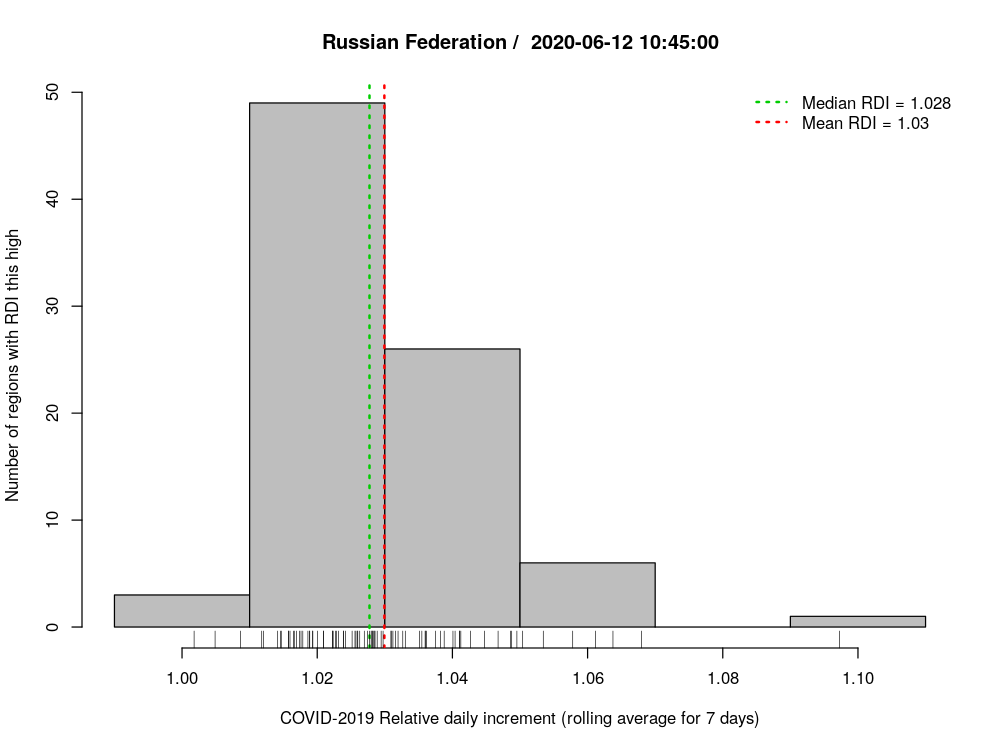 Russian Federation /  2020-06-12 10:45:00
Median RDI = 1.028
Mean RDI = 1.03
Number of regions with RDI this high
50
40
30
20
10
0
1.00 1.02 1.04 1.06 1.08 1.10
COVID-2019 Relative daily increment (rolling average for 7 days)